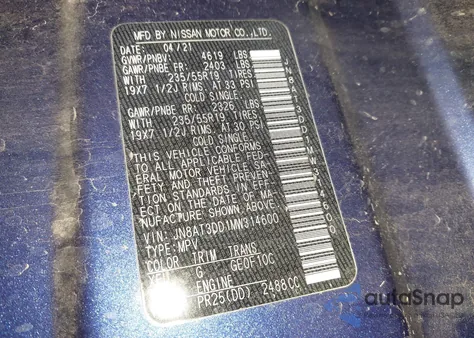 MFD BY NISSAN MOTOR CO.,LTD.
DATE: 04/21
GVWR/PNBV 4619 LBS
GAWR/PNBE FR. 2403 LBS
WITH 235/55R19 TIRES
19X7 1/2J RIMS AT 33 PSI
COLD SINGLE
GAWR/PNBE RR. 2326 LBS
WITH 235/55R19 TIRES
19X7 1/2J RIMS AT 30 PSI
COLD SINGLE
*THIS VEHICLE CONFORMS
TO ALL APPLICABLE FED-
ERAL MOTOR VEHICLE SA-
FETY AND THEFT PREVEN-
TION STANDARDS IN EFF-
ECT ON THE DATE OF MA-
NUFACTURE SHOWN ABOVE.
VIN: JN8AT3DD1MW314600
TYPE: MPV
COLOR TRIM TRANS
G GE0F10C
ENGINE
PR25(DD) 2488CC
autoSnap